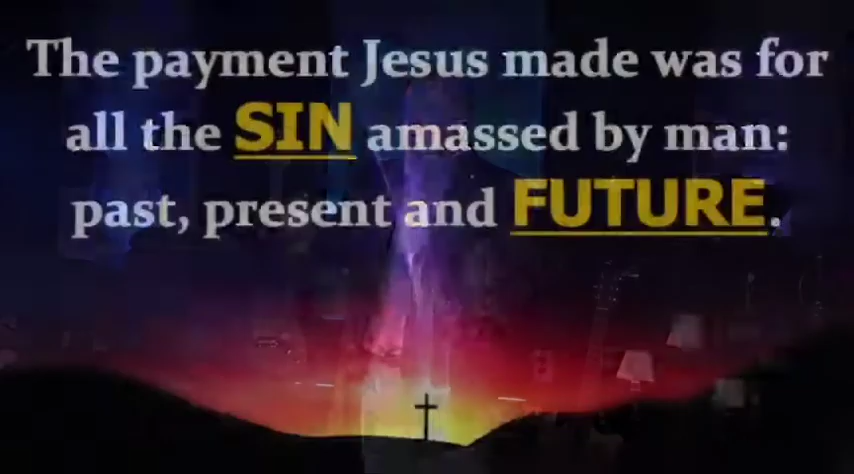 The payment Jesus made was for
all the SIN amassed by man:
past, present and FUTURE.